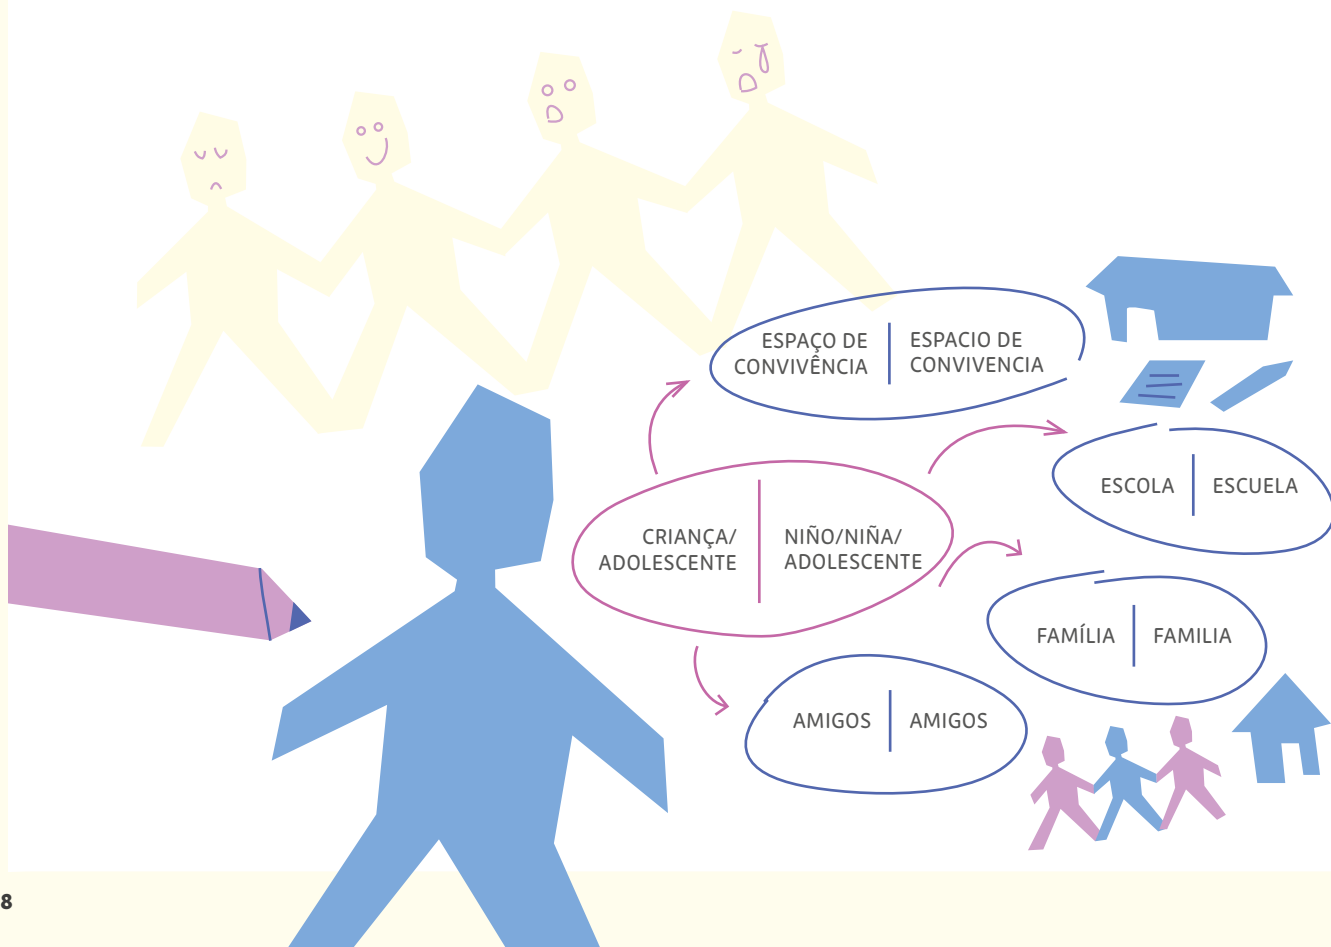 ESPAÇO DE
CONVIVÊNCIA
ESPACIO DE
CONVIVENCIA
ESCOLA
ESCUELA
CRIANÇA/
ADOLESCENTE
NIÑO/NIÑA/
ADOLESCENTE
FAMÍLIA
FAMILIA
AMIGOS
AMIGOS
8